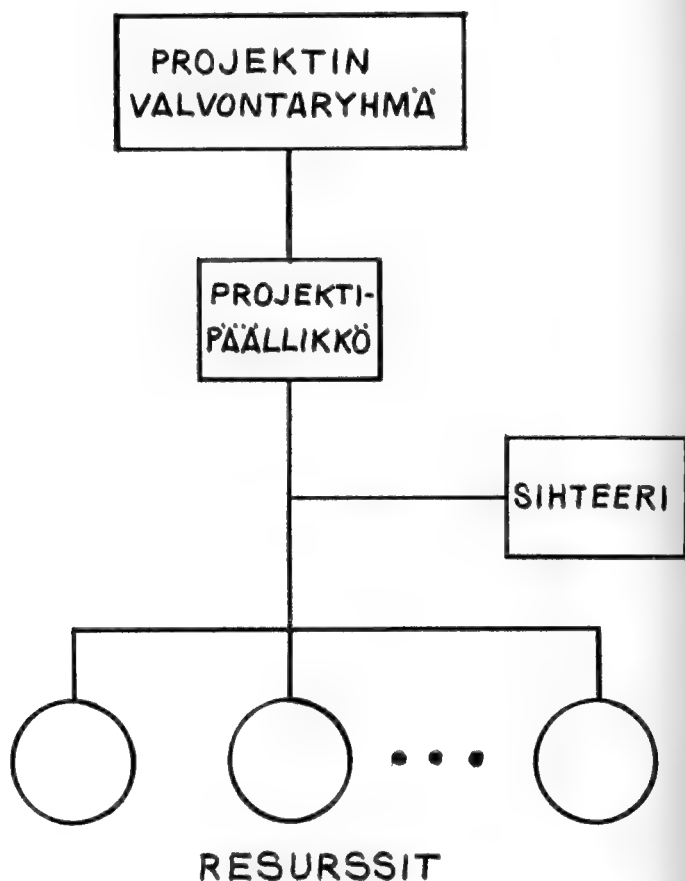 PROJEKTIN
VALVONTARYHMÄ
PROJEKTI-
PÄÄLLIKKÖ
SIHTEERI
RESURSSIT